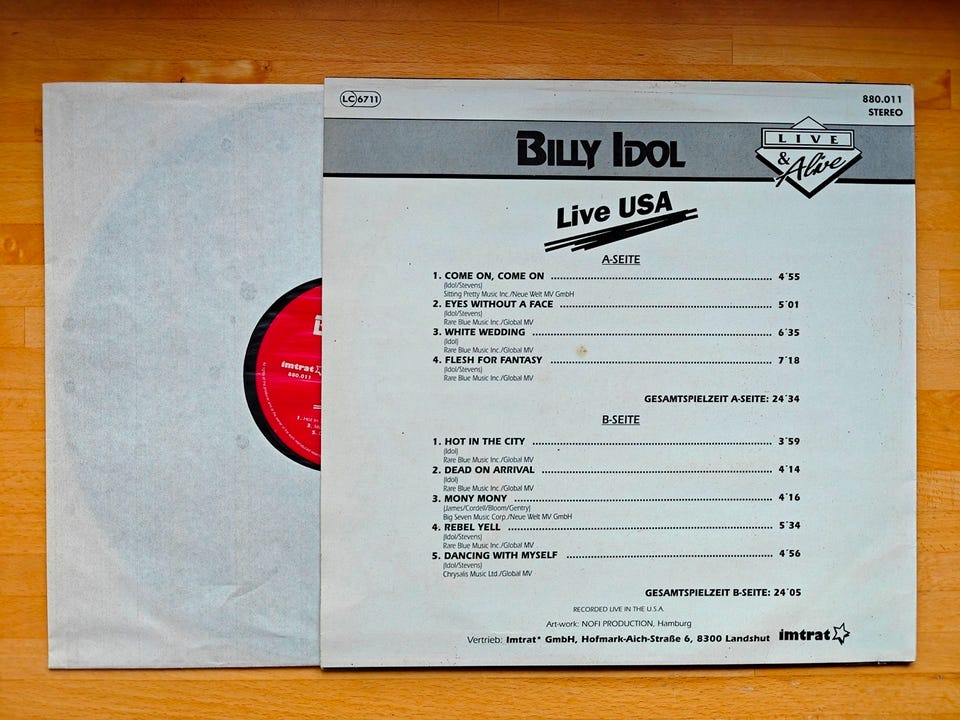 LC 6711
880.011
STEREO
BILLY IDOL
LIVE
& Alive
Live USA
A-SEITE
1. COME ON, COME ON 4´55
(Idol/Stevens)
Sitting Pretty Music Inc./Neue Welt MV GmbH
2. EYES WITHOUT A FACE 5´01
(Idol/Stevens)
Rare Blue Music Inc./Global MV
3. WHITE WEDDING 6´35
(Idol)
Rare Blue Music Inc./Global MV
4. FLESH FOR FANTASY 7´18
(Idol/Stevens)
Rare Blue Music Inc./Global MV
GESAMTSPIELZEIT A-SEITE: 24´34
B-SEITE
1. HOT IN THE CITY 3´59
(Idol)
Rare Blue Music Inc./Global MV
2. DEAD ON ARRIVAL 4´14
(Idol)
Rare Blue Music Inc./Global MV
3. MONY MONY 4´16
(James/Cordell/Bloom/Gentry)
Big Seven Music Corp./Neue Welt MV GmbH
4. REBEL YELL 5´34
(Idol/Stevens)
Rare Blue Music Inc./Global MV
5. DANCING WITH MYSELF 4´56
(Idol/Stevens)
Chrysalis Music Ltd./Global MV
GESAMTSPIELZEIT B-SEITE: 24´05
RECORDED LIVE IN THE U.S.A.
Art-work: NOFI PRODUCTION, Hamburg
Vertrieb: Imtrat* GmbH, Hofmark-Aich-Straße 6, 8300 Landshut
imtrat
imtrat
880.011
1. HOT IN